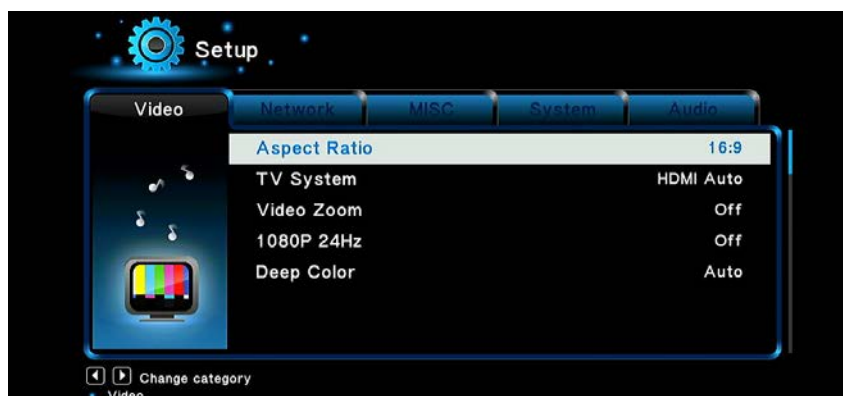 Setup
Video Network MISC System Audio
Aspect Ratio 16:9
TV System HDMI Auto
Video Zoom Off
1080P 24Hz Off
Deep Color Auto
Change category
Video